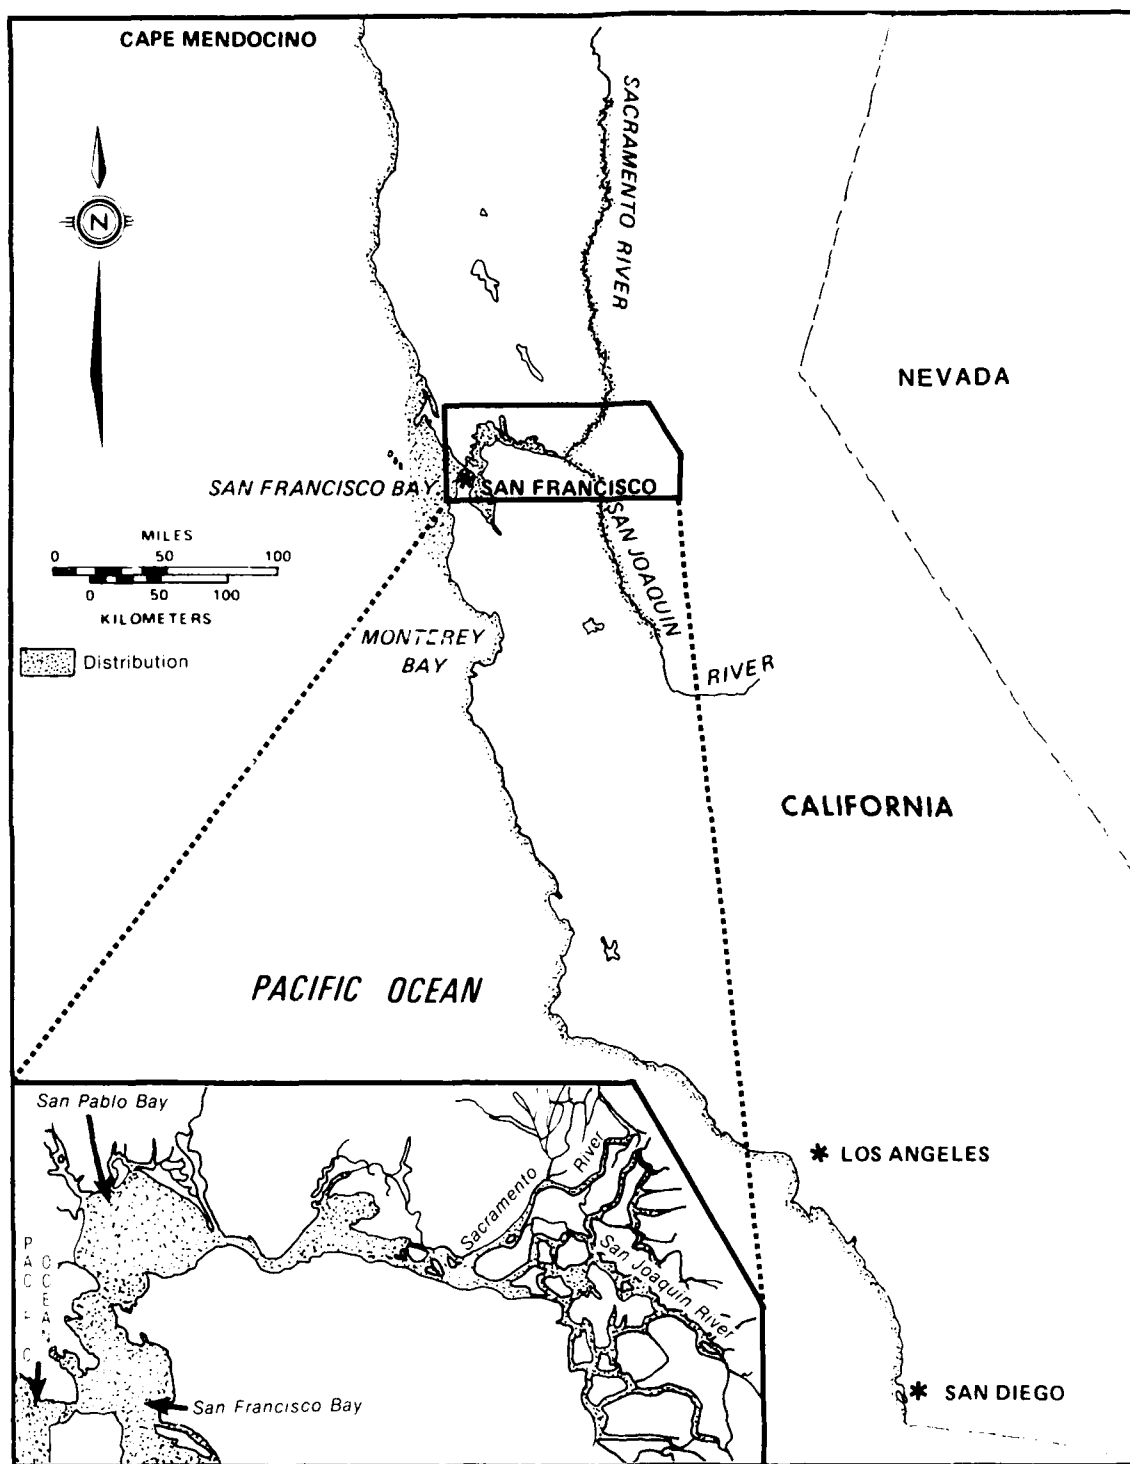 CAPE MENDOCINO
SACRAMENTO RIVER
N
NEVADA
SAN FRANCISCO BAY
SAN FRANCISCO
MILES
0 50 100
0 50 100
KILOMETERS
SAN JOAQUIN
RIVER
MONTEREY
BAY
Distribution
CALIFORNIA
PACIFIC OCEAN
San Pablo Bay
Sacramento River
San Joaquin River
PACIFIC
OCEAN
San Francisco Bay
* LOS ANGELES
* SAN DIEGO